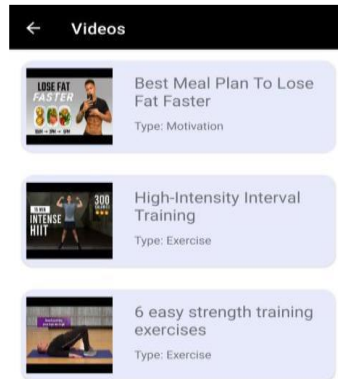 Videos
LOSE FAT
FASTER
Best Meal Plan To Lose
Fat Faster
Type: Motivation
INTENSE
HIIT
300
High-Intensity Interval
Training
Type: Exercise
6 easy strength training
exercises
Type: Exercise